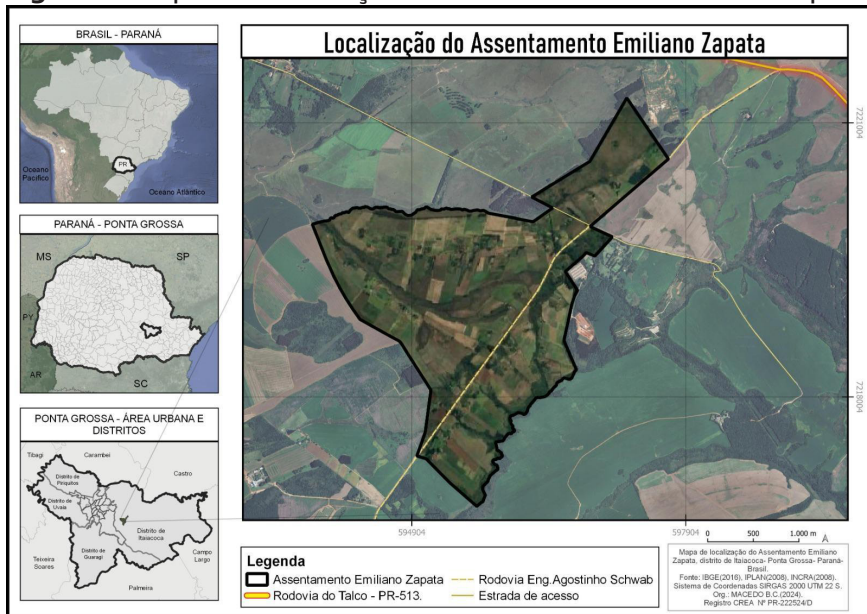 BRASIL - PARANÁ
PR
Oceano
Pacífico
Oceano Atlântico
PARANÁ - PONTA GROSSA
MS
SP
PY
AR
SC
PONTA GROSSA - ÁREA URBANA E
DISTRITOS
Tibagi
Carambeí
Castro
Distrito de
Piriquitos
Distrito de
Uvaia
Distrito de
Itaiacoca
Distrito de
Guaragi
Teixeira
Soares
Campo
Largo
Palmeira
Localização do Assentamento Emiliano Zapata
7221004
7218004
594904
597904
0 500 1.000 m
Legenda
Assentamento Emiliano Zapata
Rodovia do Talco - PR-513.
Rodovia Eng.Agostinho Schwab
Estrada de acesso
Mapa de localização do Assentamento Emiliano
Zapata, distrito de Itaiacoca- Ponta Grossa- Paraná-
Brasil.
Fonte: IBGE(2016), IPLAN(2008), INCRA(2008).
Sistema de Coordenadas SIRGAS 2000 UTM 22 S.
Org.: MACEDO B.C.(2024).
Registro CREA Nº PR-222524/D